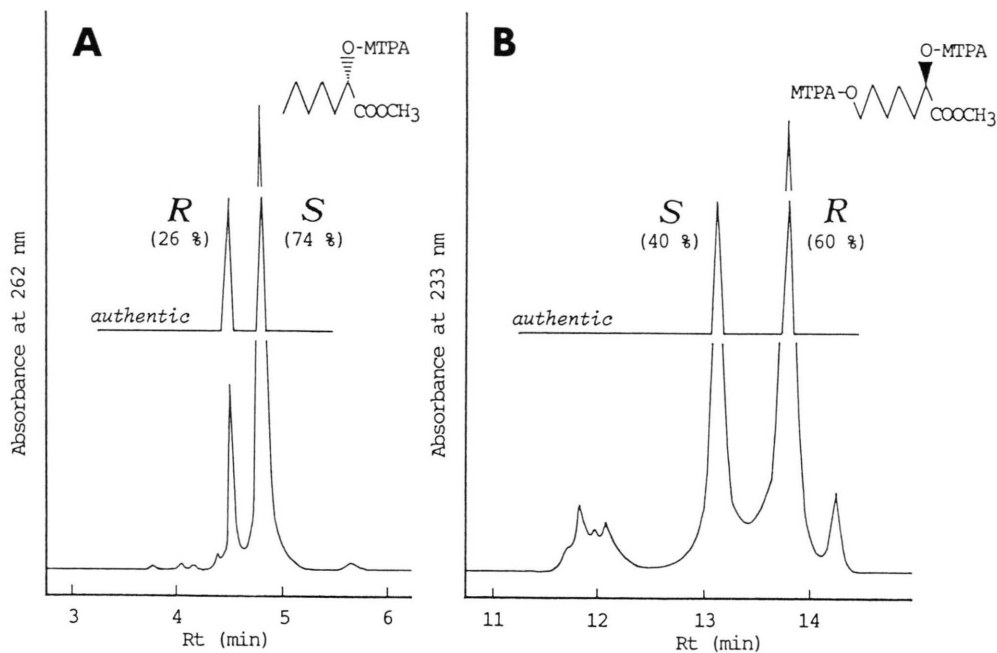 A
O-MTPA
COOCH3
R
(26 %)
S
(74 %)
authentic
Absorbance at 262 nm
3 4 5 6
Rt (min)
B
O-MTPA
MTPA-O
COOCH3
S
(40 %)
R
(60 %)
authentic
Absorbance at 233 nm
11 12 13 14
Rt (min)